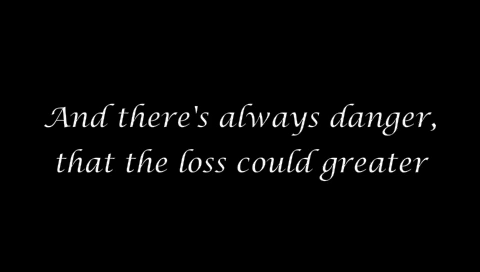 And there's always danger,
that the loss could greater